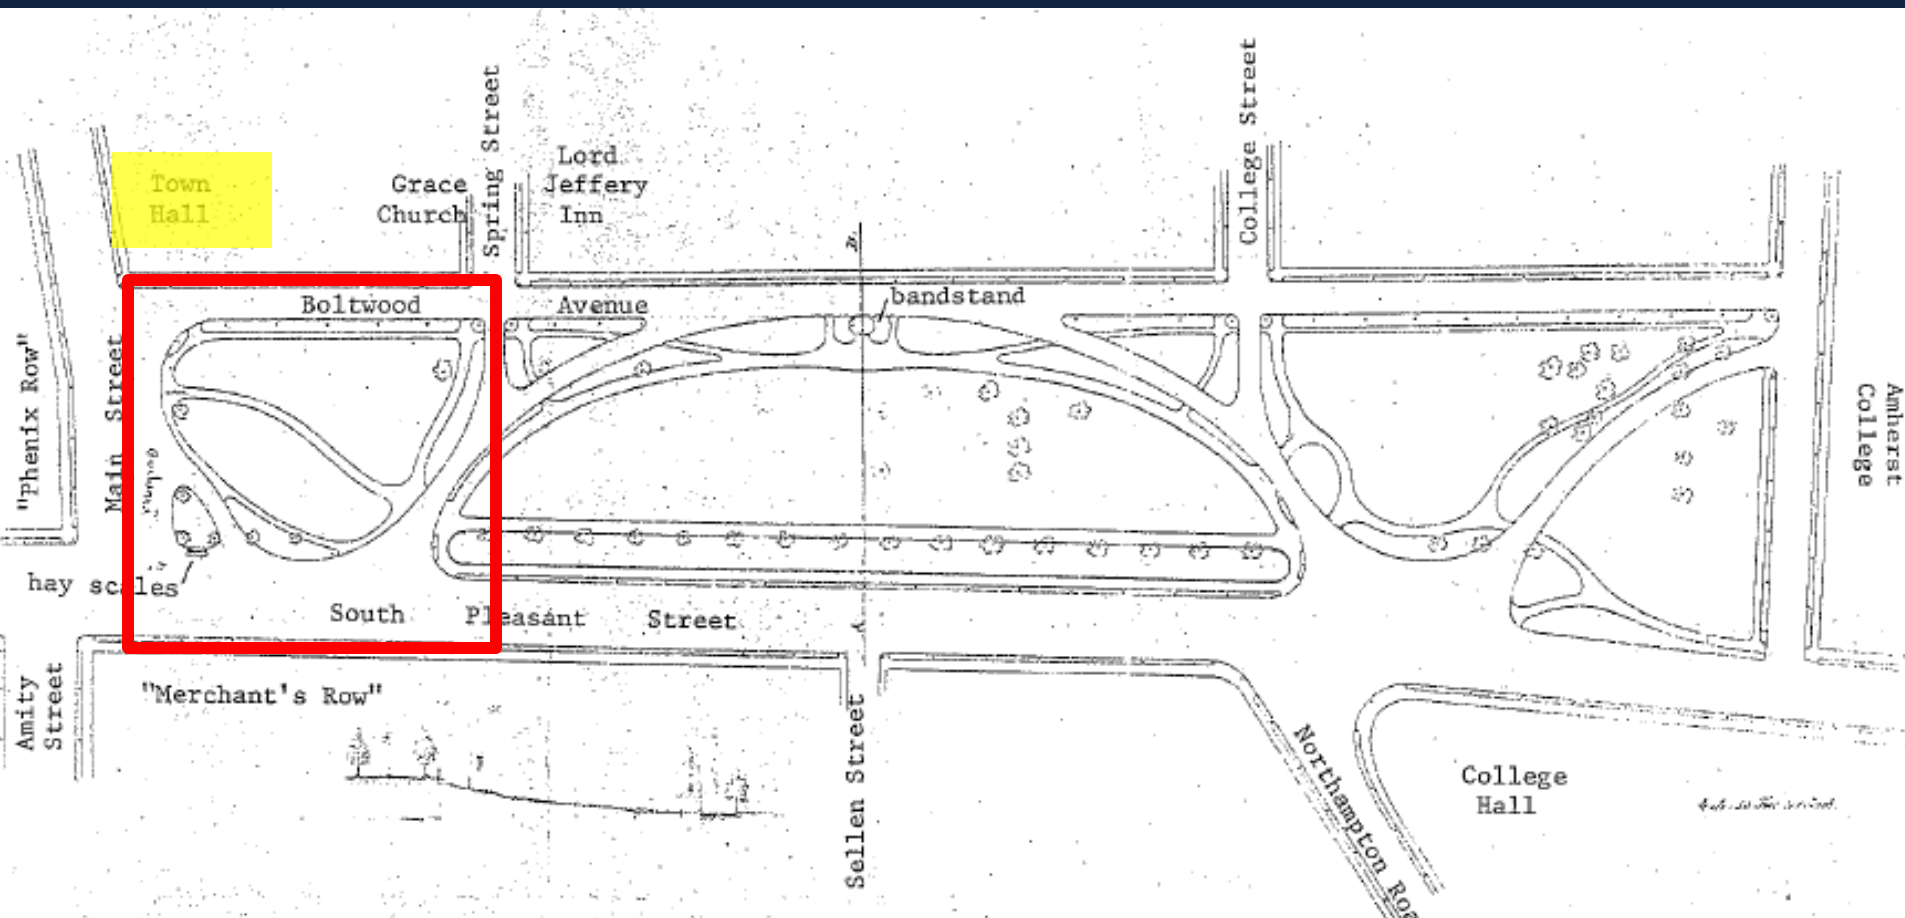 Spring Street
College Street
Town
Hall
Grace
Church
Lord
Jeffery
Inn
Boltwood
Avenue
bandstand
"Phenix Row"
Main Street
Amherst
College
hay scales
South Pleasant Street
Amity
Street
"Merchant's Row"
Sellen Street
Northampton Roa
College
Hall